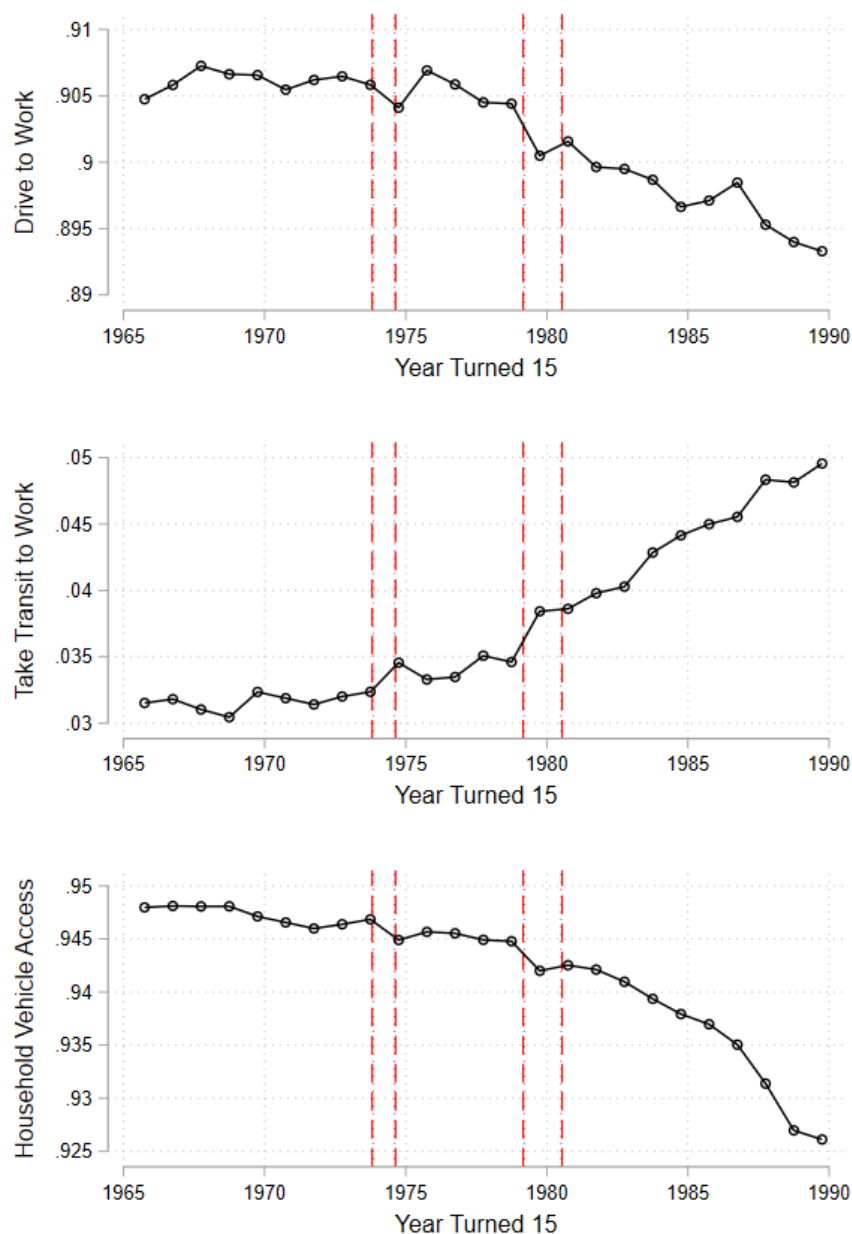 .91
.905
.9
.895
.89
Drive to Work
1965 1970 1975 1980 1985 1990
Year Turned 15
.05
.045
.04
.035
.03
Take Transit to Work
1965 1970 1975 1980 1985 1990
Year Turned 15
.95
.945
.94
.935
.93
.925
Household Vehicle Access
1965 1970 1975 1980 1985 1990
Year Turned 15